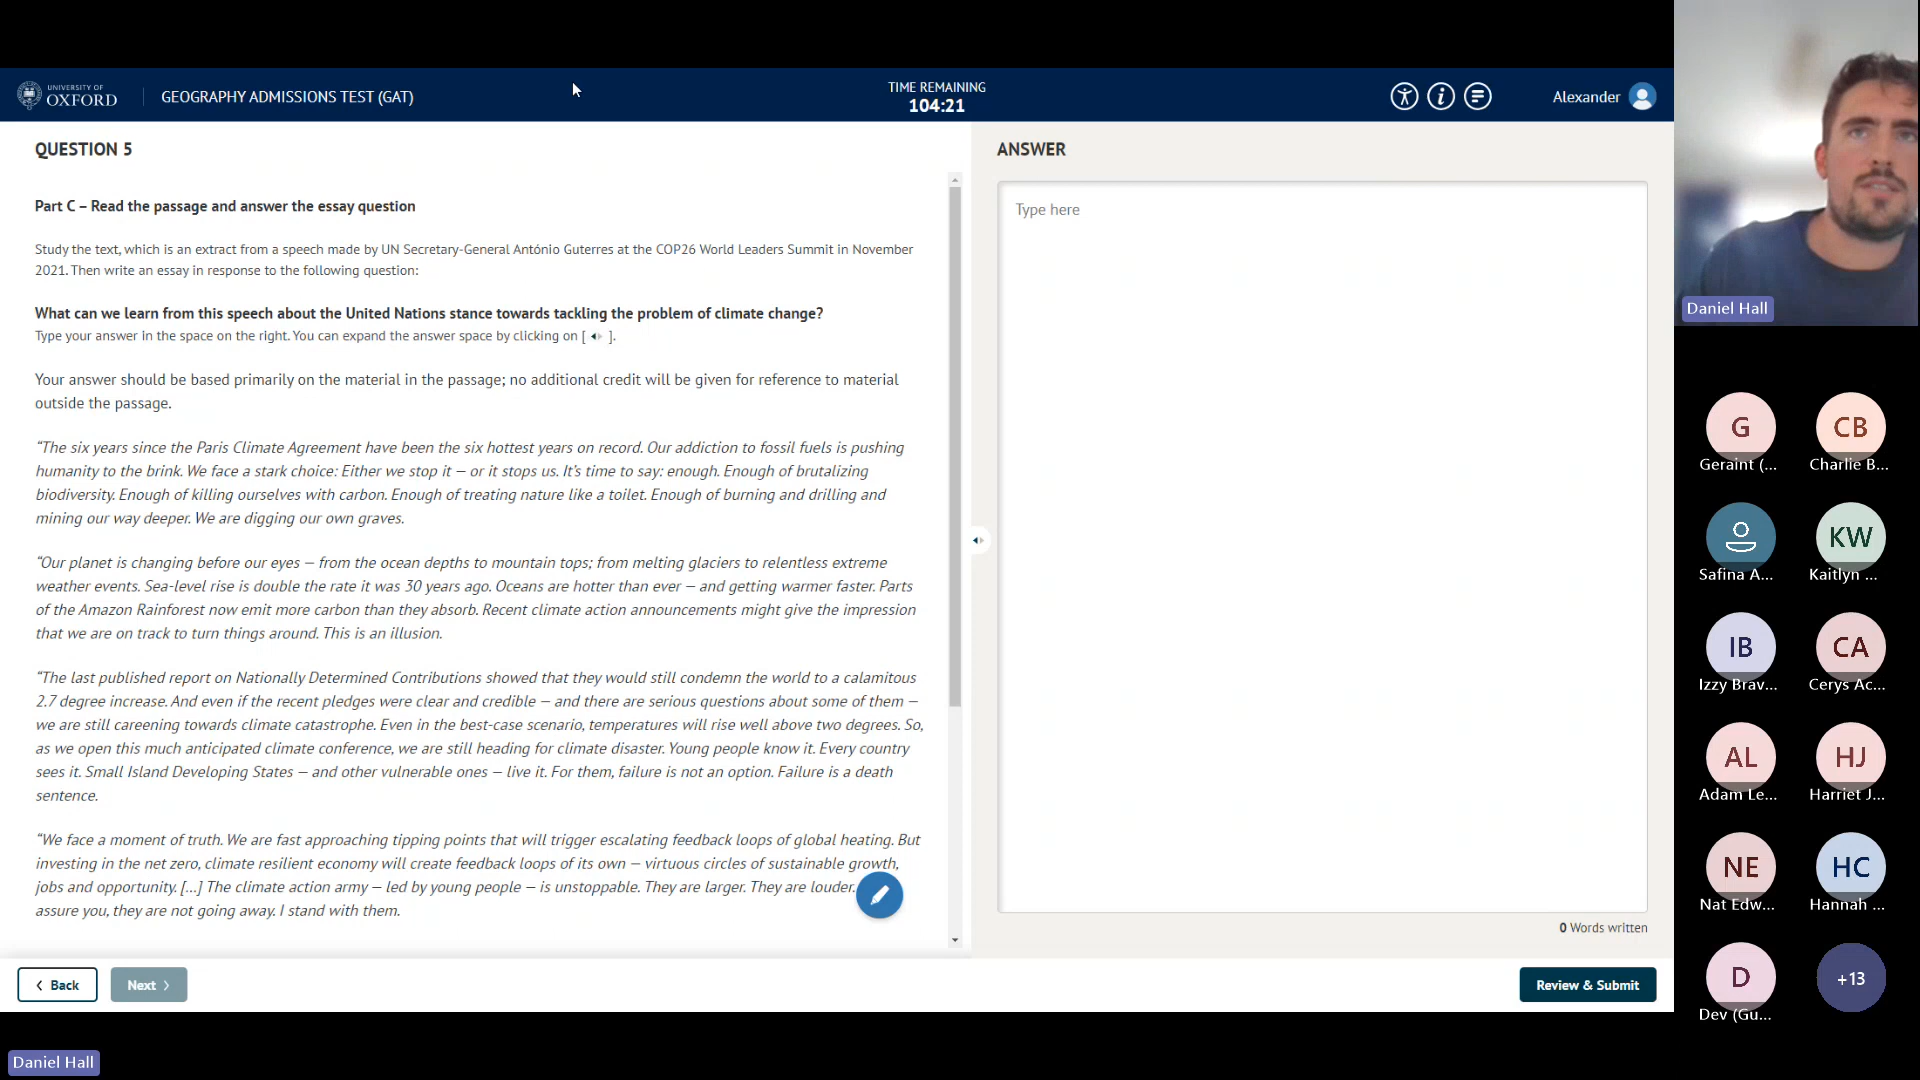 UNIVERSITY OF
OXFORD
GEOGRAPHY ADMISSIONS TEST (GAT)
TIME REMAINING
104:21
Alexander
QUESTION 5
Part C – Read the passage and answer the essay question
Study the text, which is an extract from a speech made by UN Secretary-General António Guterres at the COP26 World Leaders Summit in November
2021. Then write an essay in response to the following question:
What can we learn from this speech about the United Nations stance towards tackling the problem of climate change?
Type your answer in the space on the right. You can expand the answer space by clicking on [ ].
Your answer should be based primarily on the material in the passage; no additional credit will be given for reference to material
outside the passage.
“The six years since the Paris Climate Agreement have been the six hottest years on record. Our addiction to fossil fuels is pushing
humanity to the brink. We face a stark choice: Either we stop it — or it stops us. It’s time to say: enough. Enough of brutalizing
biodiversity. Enough of killing ourselves with carbon. Enough of treating nature like a toilet. Enough of burning and drilling and
mining our way deeper. We are digging our own graves.
“Our planet is changing before our eyes — from the ocean depths to mountain tops; from melting glaciers to relentless extreme
weather events. Sea-level rise is double the rate it was 30 years ago. Oceans are hotter than ever — and getting warmer faster. Parts
of the Amazon Rainforest now emit more carbon than they absorb. Recent climate action announcements might give the impression
that we are on track to turn things around. This is an illusion.
“The last published report on Nationally Determined Contributions showed that they would still condemn the world to a calamitous
2.7 degree increase. And even if the recent pledges were clear and credible — and there are serious questions about some of them —
we are still careening towards climate catastrophe. Even in the best-case scenario, temperatures will rise well above two degrees. So,
as we open this much anticipated climate conference, we are still heading for climate disaster. Young people know it. Every country
sees it. Small Island Developing States — and other vulnerable ones — live it. For them, failure is not an option. Failure is a death
sentence.
“We face a moment of truth. We are fast approaching tipping points that will trigger escalating feedback loops of global heating. But
investing in the net zero, climate resilient economy will create feedback loops of its own — virtuous circles of sustainable growth,
jobs and opportunity. [...] The climate action army — led by young people — is unstoppable. They are larger. They are louder.
assure you, they are not going away. I stand with them.
Back
Next
ANSWER
Type here
0 Words written
Review & Submit
Daniel Hall
G
CB
Geraint (...
Charlie B...
KW
Safina A...
Kaitlyn ...
IB
CA
Izzy Brav...
Cerys Ac...
AL
HJ
Adam Le...
Harriet J...
NE
HC
Nat Edw...
Hannah ...
D
+13
Dev (Gu...
Daniel Hall